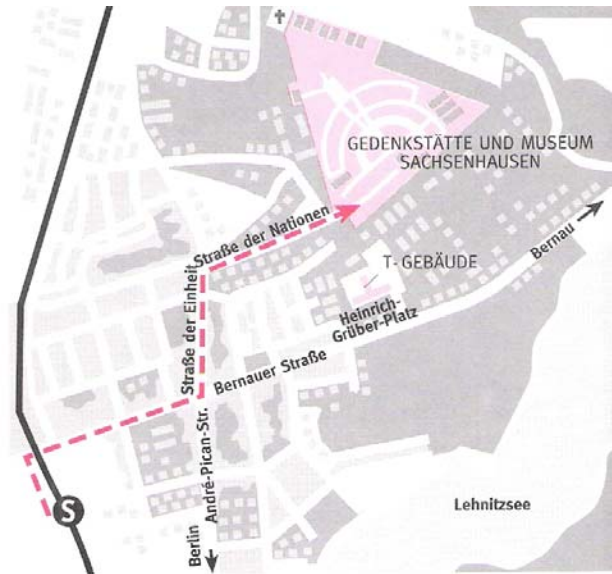 GEDENKSTÄTTE UND MUSEUM
SACHSENHAUSEN
Straße der Nationen
T-GEBÄUDE
Bernau
Straße der Einheit
Heinrich-
Grüber-Platz
Bernauer Straße
André-Pican-Str.
Berlin
Lehnitzsee
S